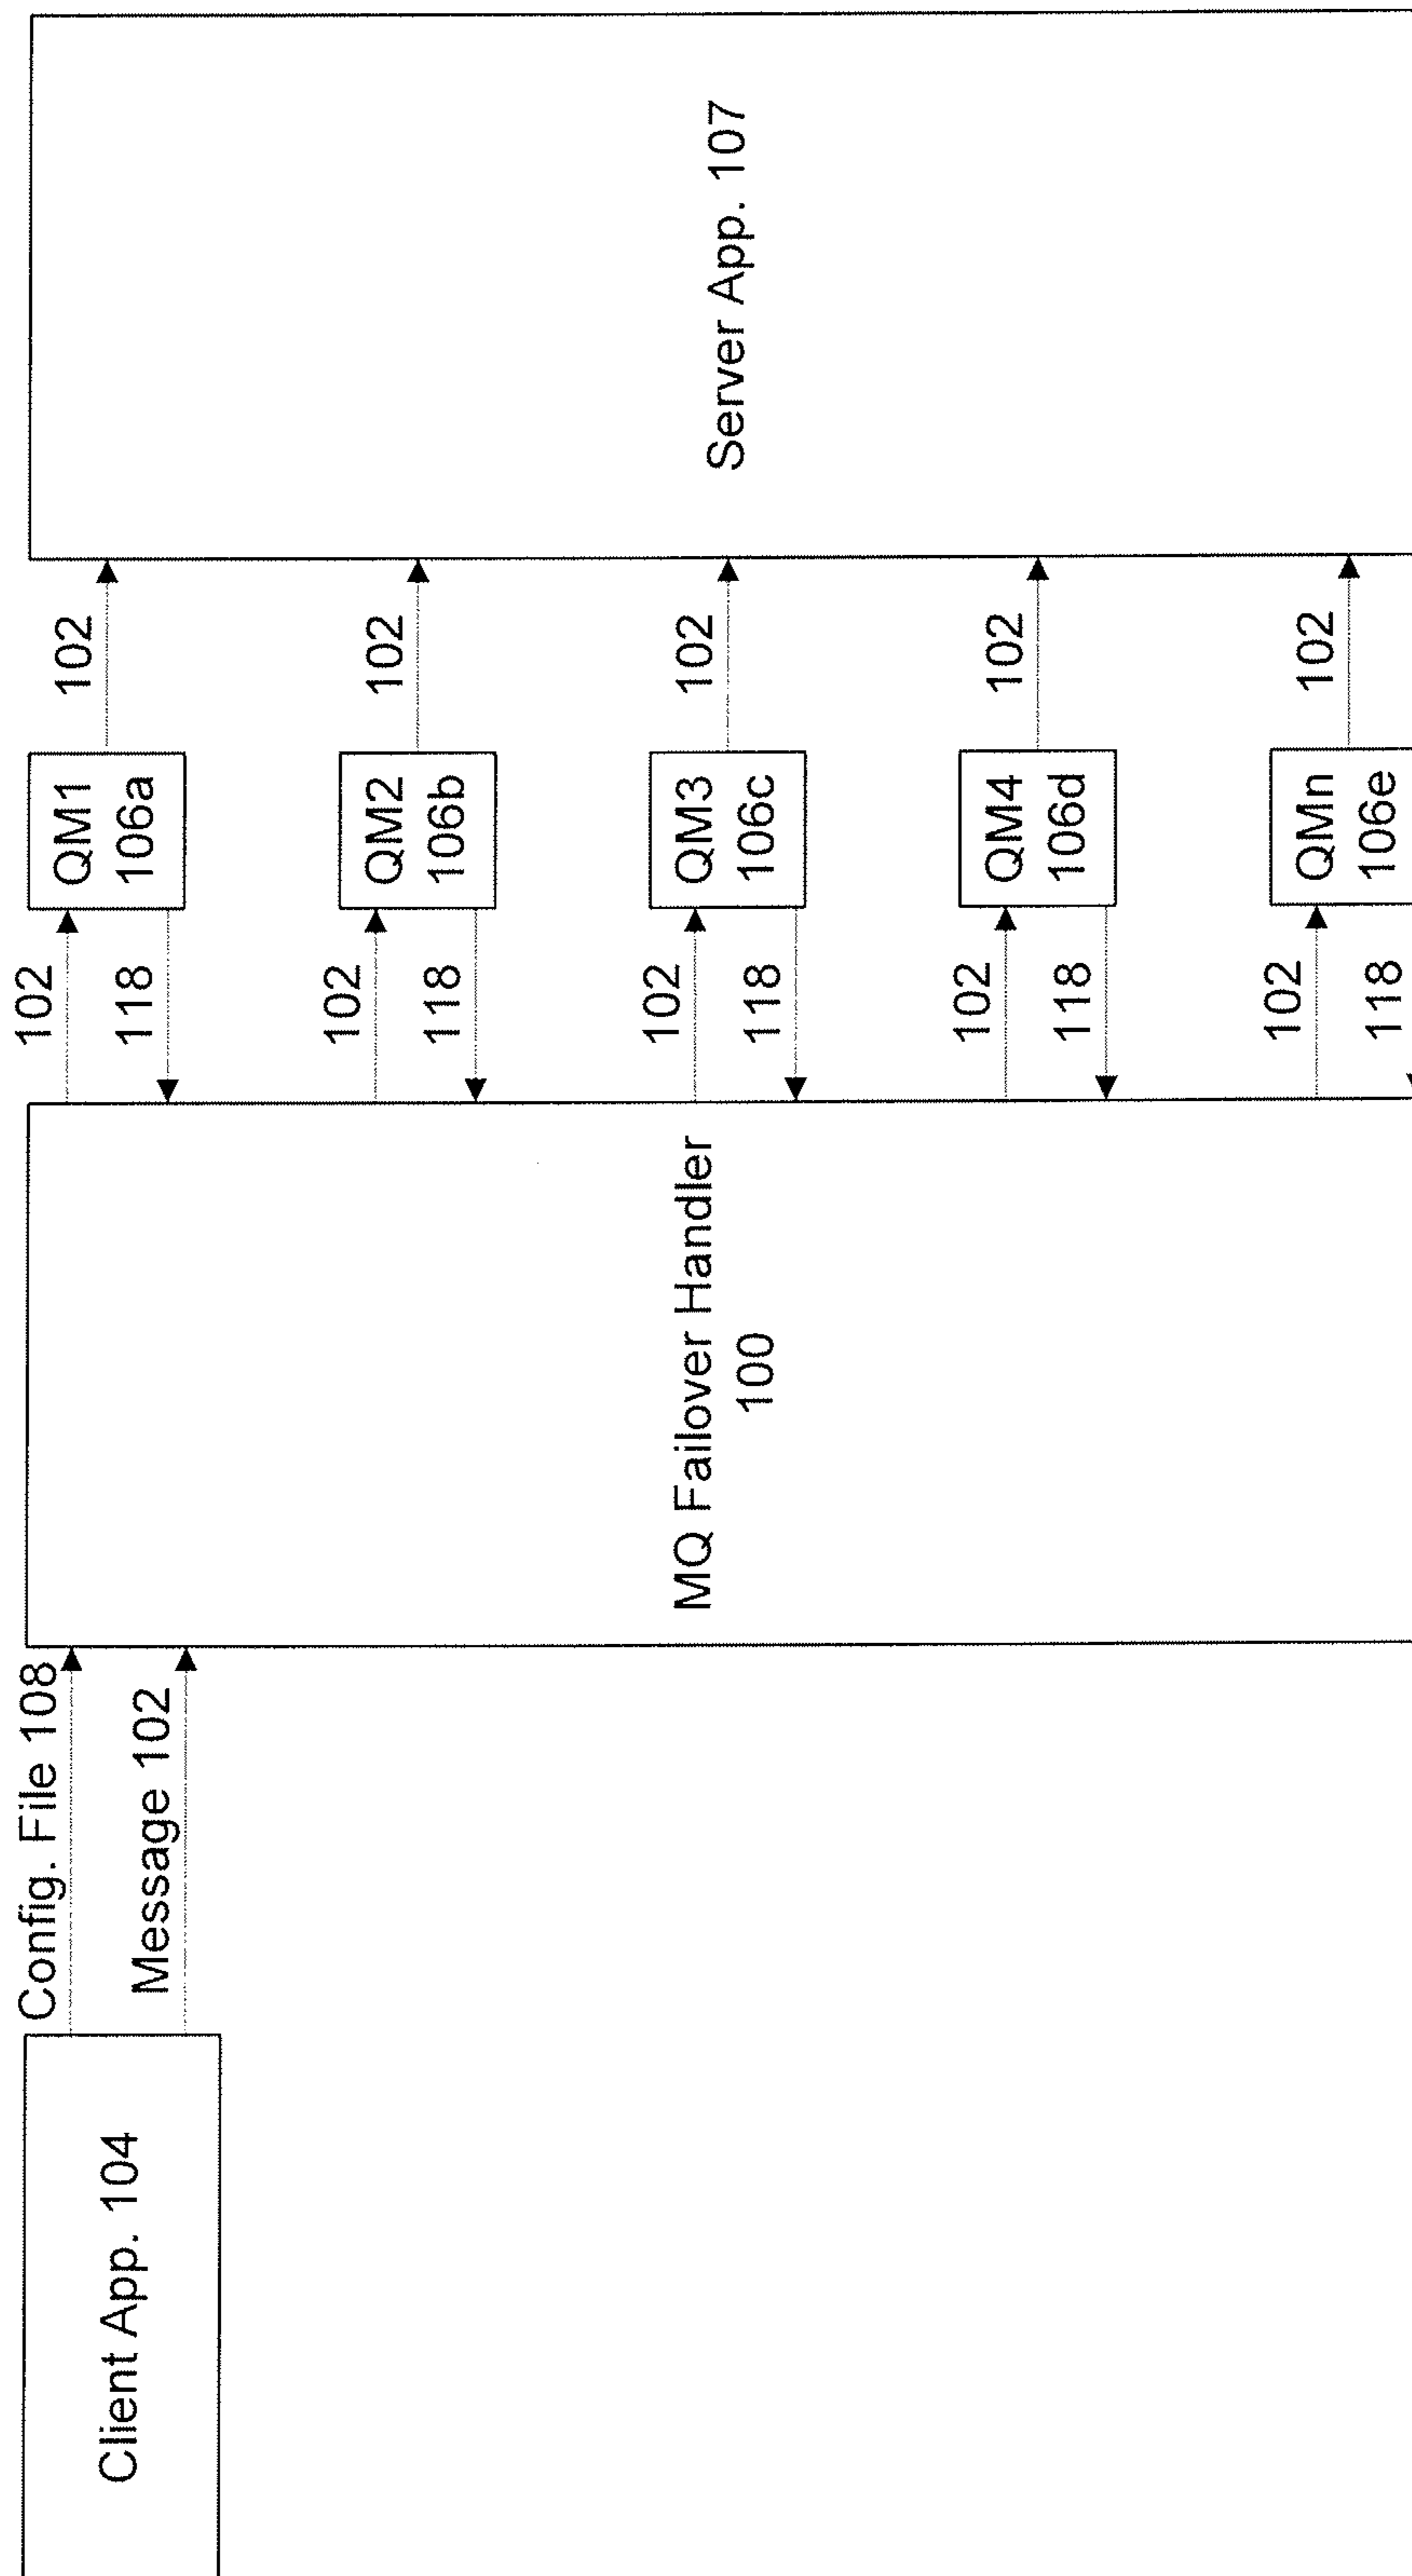 Config. File 108
Message 102
Client App. 104
MQ Failover Handler
100
102
118
QM1
106a
102
102
118
QM2
106b
102
102
118
QM3
106c
102
102
118
QM4
106d
102
102
118
QMn
106e
102
Server App. 107